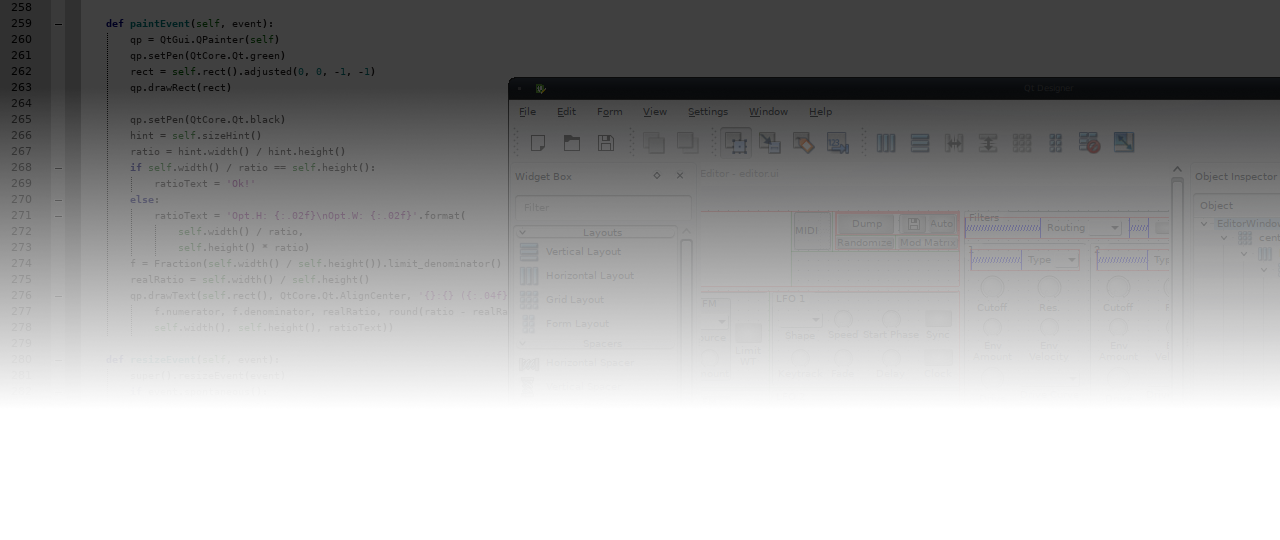 258
259 def paintEvent(self, event):
260 qp = QtGui.QPainter(self)
261 qp.setPen(QtCore.Qt.green)
262 rect = self.rect().adjusted(0, 0, -1, -1)
263 qp.drawRect(rect)
264
265 qp.setPen(QtCore.Qt.black)
266 hint = self.sizeHint()
267 ratio = hint.width() / hint.height()
268 if self.width() / ratio == self.height():
269 ratioText = 'Ok!'
270 else:
271 ratioText = 'Opt.H: {:.02f}\nOpt.W: {:.02f}'.format(
272 self.width() / ratio,
273 self.height() * ratio)
274 f = Fraction(self.width() / self.height()).limit_denominator()
275 realRatio = self.width() / self.height()
276 qp.drawText(self.rect(), QtCore.Qt.AlignCenter, '{}:{} ({:.04f}
277 f.numerator, f.denominator, realRatio, round(ratio - realRa
278 self.width(), self.height(), ratioText))
279
Qt Designer
File Edit Form View Settings Window Help
Widget Box
Filter
Layouts
Vertical Layout
Horizontal Layout
Grid Layout
Form Layout
Spacers
Horizontal Spacer
Editor - editor.ui
MIDI
Dump
Auto
Randomize
Mod Matrix
FM
LFO 1
Shape
Speed
Start Phase
Sync
Filters
Routing
Type
Cutoff
Res.
Env
Amount
Env
Velocity
2
Typ
Cutoff
Env
Amount
Object Inspector
Object
EditorWindow
cent